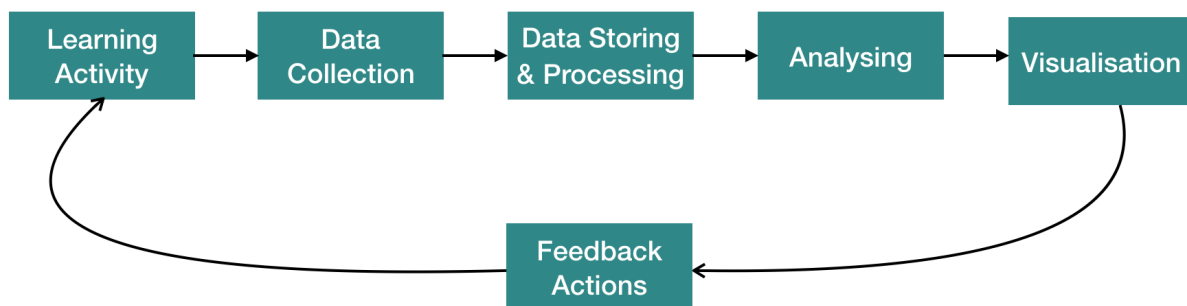 Learning
Activity
Data
Collection
Data Storing
& Processing
Analysing
Visualisation
Feedback
Actions